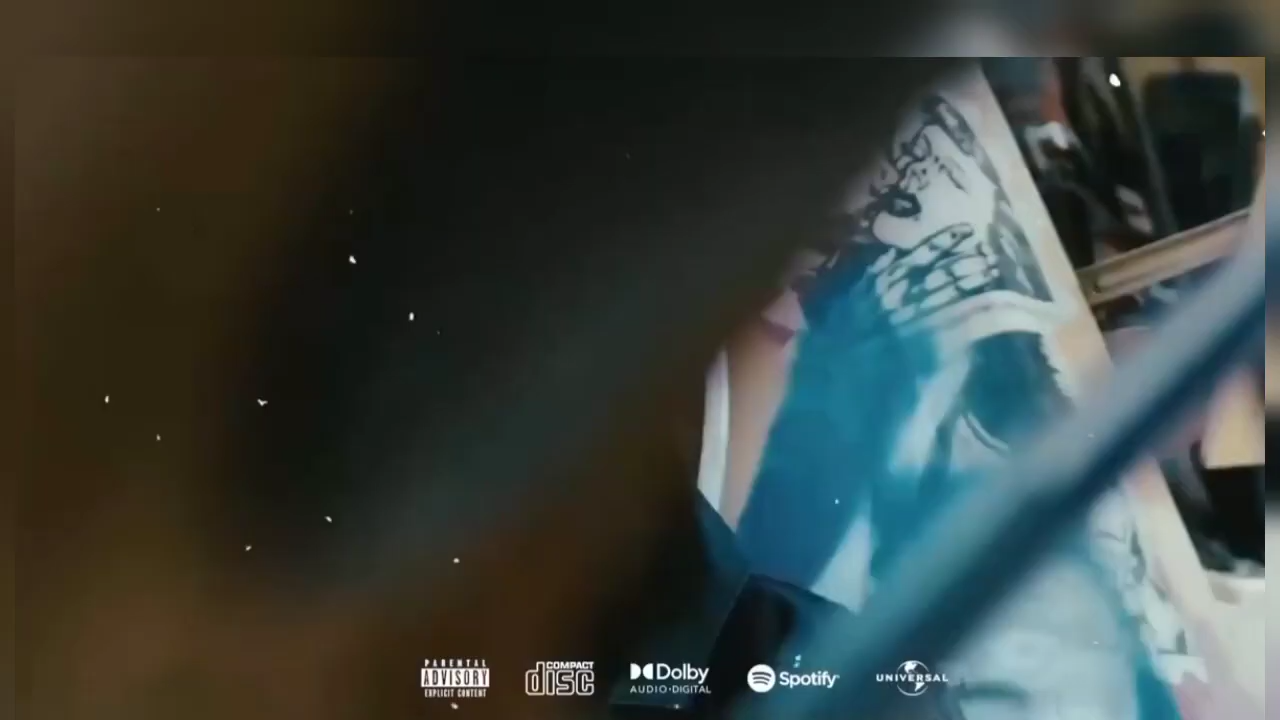 PARENTAL
ADVISORY
EXPLICIT CONTENT
COMPACT
disc
Dolby
AUDIO·DIGITAL
Spotify
UNIVERSAL